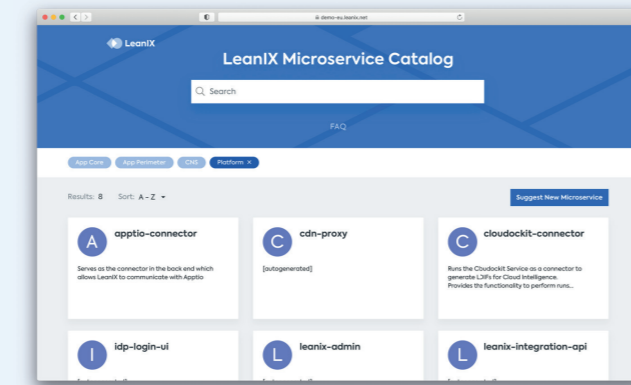 demo-eu.leanix.net
LeanIX
LeanIX Microservice Catalog
Search
FAQ
App Core App Perimeter CMS Platform ×
Results: 8 Sort: A - Z
Suggest New Microservice
A apptio-connector
Serves as the connector in the back end which
allows LeanIX to communicate with Apptio
C cdn-proxy
[autogenerated]
C cloudockit-connector
Runs the Cloudockit Service as a connector to
generate LDIFs for Cloud Intelligence.
Provides the functionality to perform runs...
I idp-login-ui
L leanix-admin
L leanix-integration-api